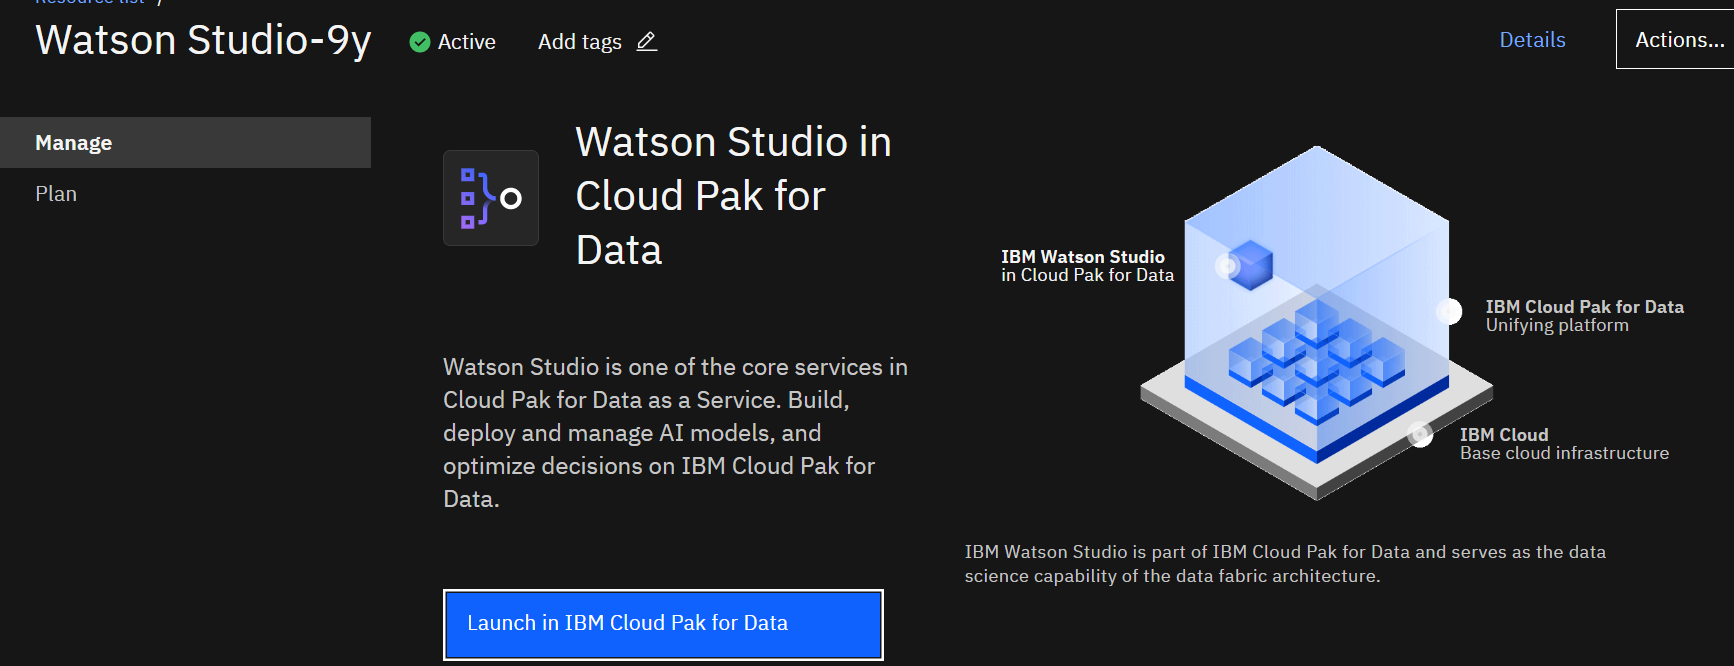 Resource list /
Watson Studio-9y
Active
Add tags
Details
Actions...
Manage
Plan
Watson Studio in
Cloud Pak for
Data
Watson Studio is one of the core services in
Cloud Pak for Data as a Service. Build,
deploy and manage AI models, and
optimize decisions on IBM Cloud Pak for
Data.
Launch in IBM Cloud Pak for Data
IBM Watson Studio
in Cloud Pak for Data
IBM Cloud Pak for Data
Unifying platform
IBM Cloud
Base cloud infrastructure
IBM Watson Studio is part of IBM Cloud Pak for Data and serves as the data
science capability of the data fabric architecture.